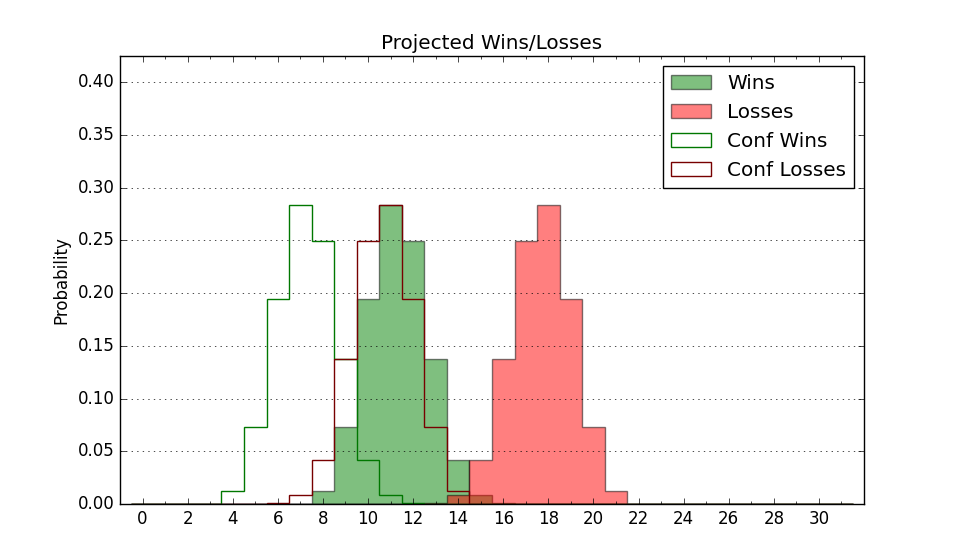 Projected Wins/Losses
Probability
0.40
0.35
0.30
0.25
0.20
0.15
0.10
0.05
0.00
0 2 4 6 8 10 12 14 16 18 20 22 24 26 28 30
Wins
Losses
Conf Wins
Conf Losses